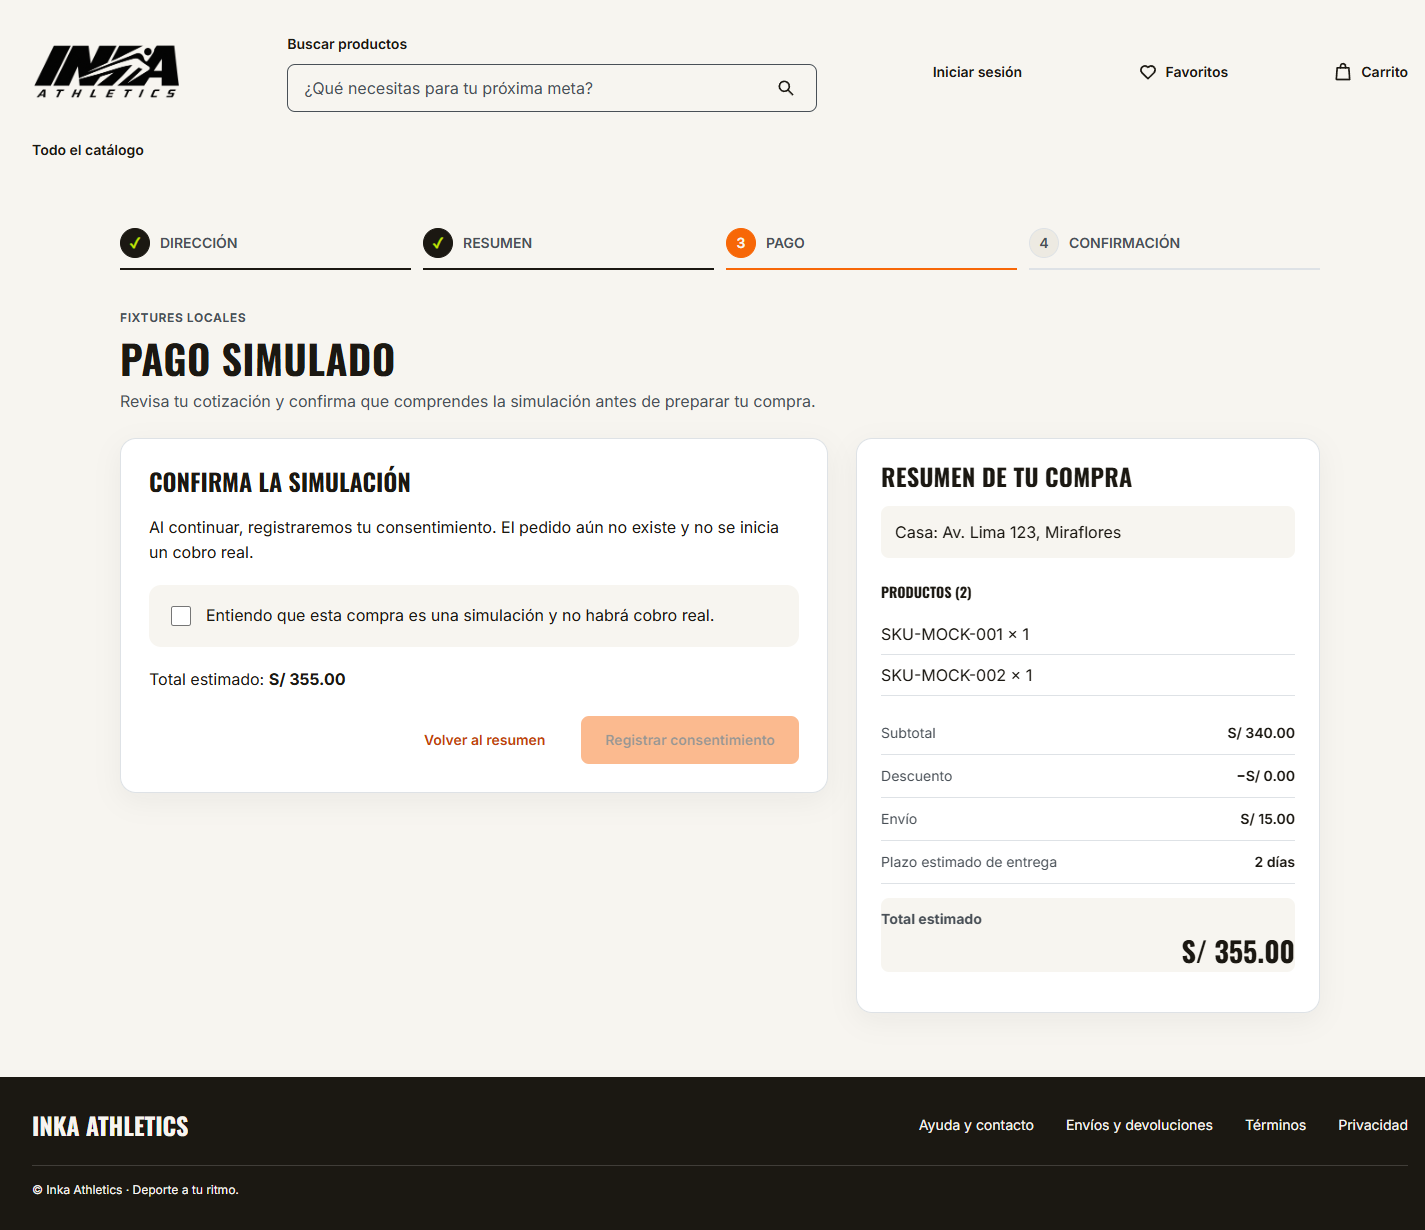 INKA
ATHLETICS
Buscar productos
¿Qué necesitas para tu próxima meta?
Iniciar sesión
Favoritos
Carrito
Todo el catálogo
✓ DIRECCIÓN
✓ RESUMEN
3 PAGO
4 CONFIRMACIÓN
FIXTURES LOCALES
PAGO SIMULADO
Revisa tu cotización y confirma que comprendes la simulación antes de preparar tu compra.
CONFIRMA LA SIMULACIÓN
Al continuar, registraremos tu consentimiento. El pedido aún no existe y no se inicia
un cobro real.
Entiendo que esta compra es una simulación y no habrá cobro real.
Total estimado: S/ 355.00
Volver al resumen
Registrar consentimiento
RESUMEN DE TU COMPRA
Casa: Av. Lima 123, Miraflores
PRODUCTOS (2)
SKU-MOCK-001 × 1
SKU-MOCK-002 × 1
Subtotal S/ 340.00
Descuento −S/ 0.00
Envío S/ 15.00
Plazo estimado de entrega 2 días
Total estimado
S/ 355.00
INKA ATHLETICS
Ayuda y contacto
Envíos y devoluciones
Términos
Privacidad
© Inka Athletics · Deporte a tu ritmo.